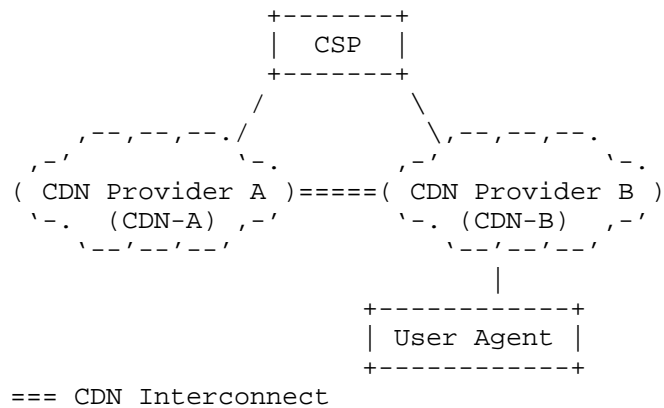 CSP
CDN Provider A CDN Provider B
(CDN-A) (CDN-B)
User Agent
=== CDN Interconnect